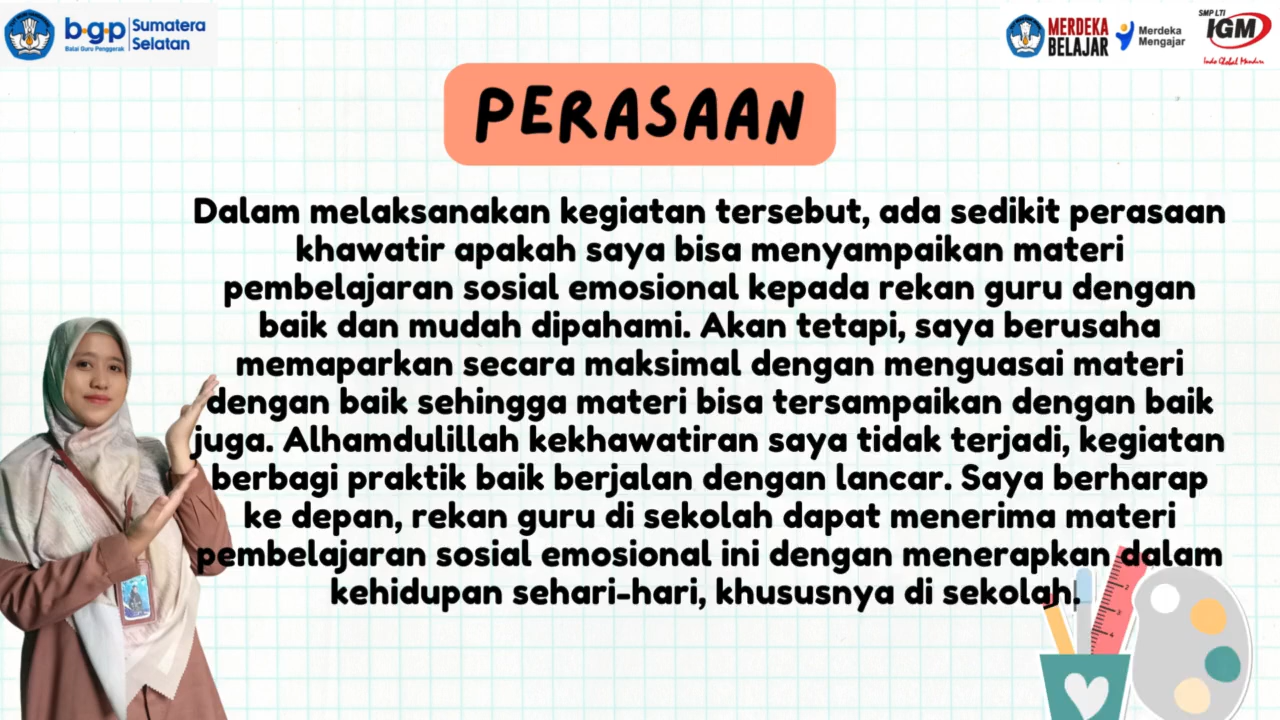 b·g·p
Balai Guru Penggerak
Sumatera
Selatan
MERDEKA
BELAJAR
Merdeka
Mengajar
SMP LTI
IGM
Indo Global Mandiri
PERASAAN
Dalam melaksanakan kegiatan tersebut, ada sedikit perasaan
khawatir apakah saya bisa menyampaikan materi
pembelajaran sosial emosional kepada rekan guru dengan
baik dan mudah dipahami. Akan tetapi, saya berusaha
memaparkan secara maksimal dengan menguasai materi
dengan baik sehingga materi bisa tersampaikan dengan baik
juga. Alhamdulillah kekhawatiran saya tidak terjadi, kegiatan
berbagi praktik baik berjalan dengan lancar. Saya berharap
ke depan, rekan guru di sekolah dapat menerima materi
pembelajaran sosial emosional ini dengan menerapkan dalam
kehidupan sehari-hari, khususnya di sekolah.